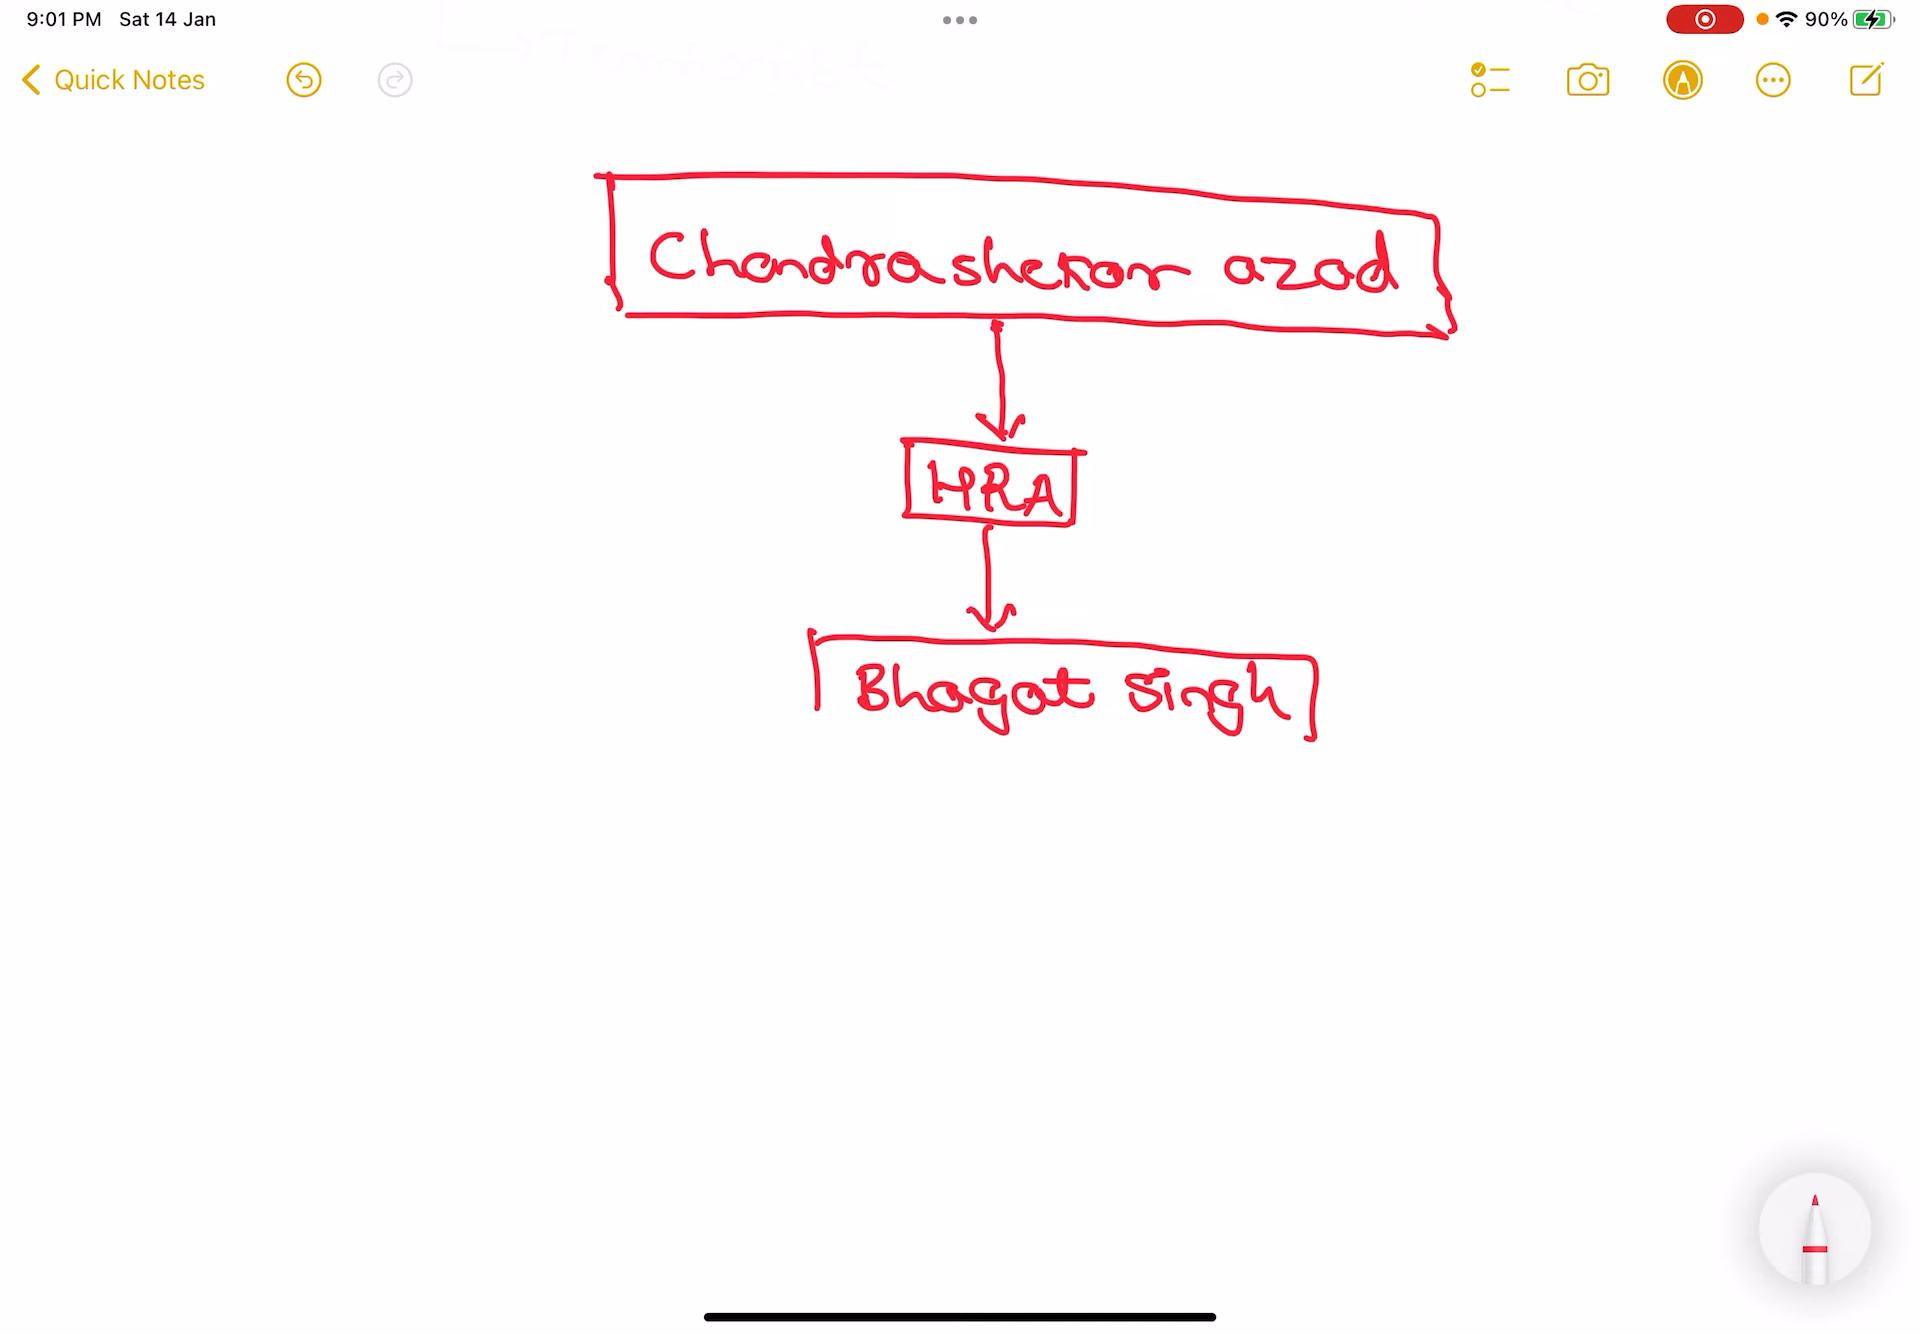 9:01 PM Sat 14 Jan
90%
Quick Notes
Chandrashekar azad
HRA
Bhagat Singh